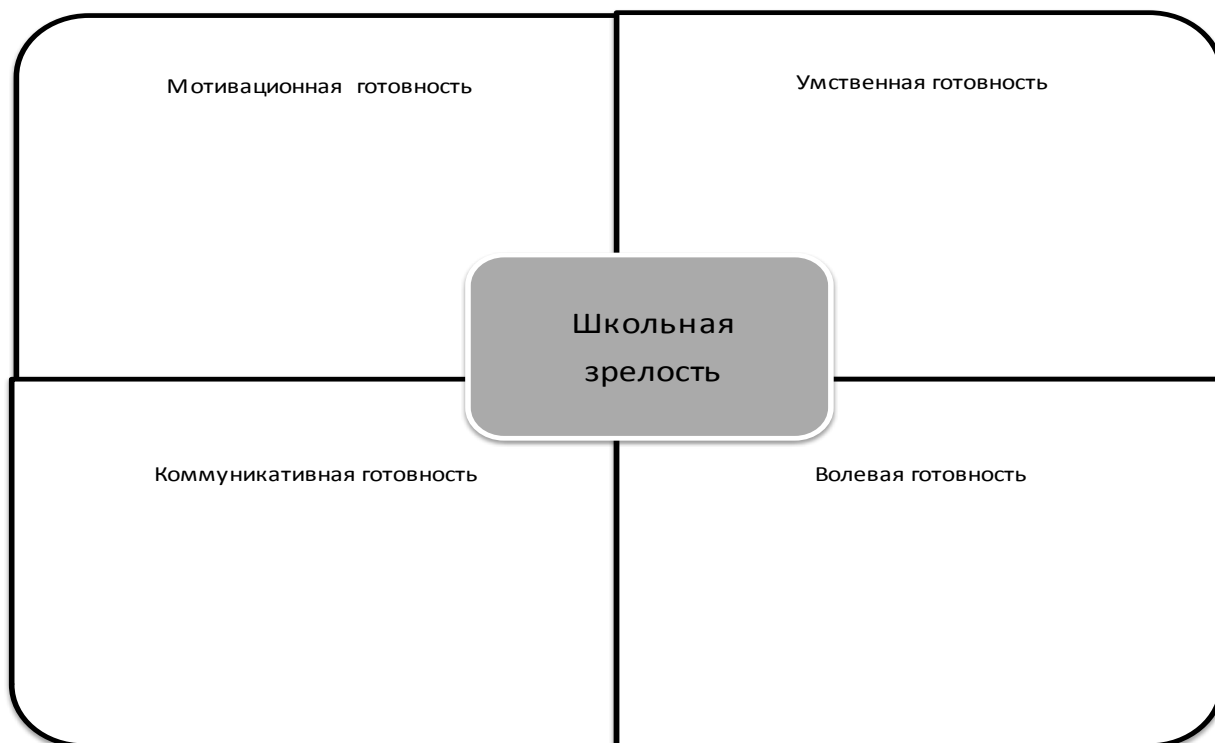 Мотивационная готовность
Умственная готовность
Школьная
зрелость
Коммуникативная готовность
Волевая готовность